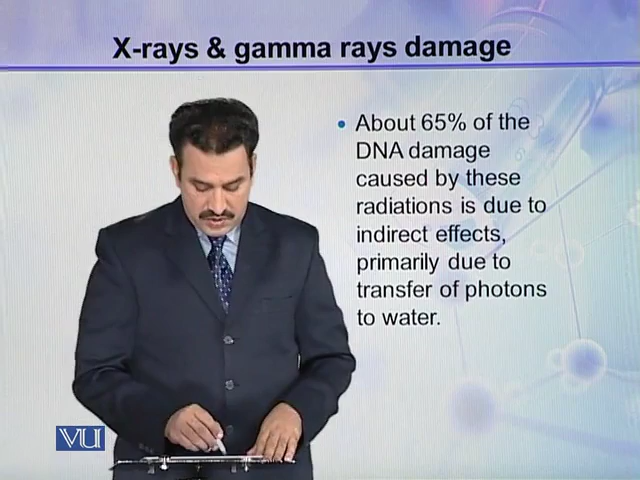 X-rays & gamma rays damage
• About 65% of the
DNA damage
caused by these
radiations is due to
indirect effects,
primarily due to
transfer of photons
to water.
VU